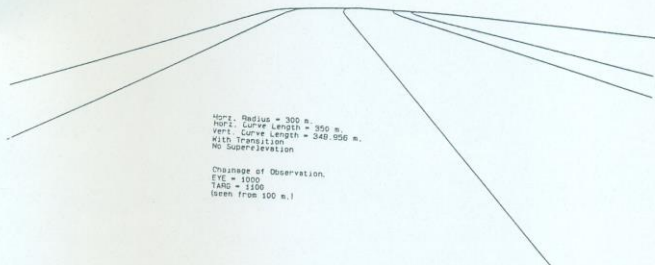 Horz. Radius = 300 m.
Horz. Curve Length = 350 m.
Vert. Curve Length = 348.956 m.
With Transition
No Superelevation
Chainage of Observation.
EYE = 1000
TARG = 1100
(seen from 100 m.)